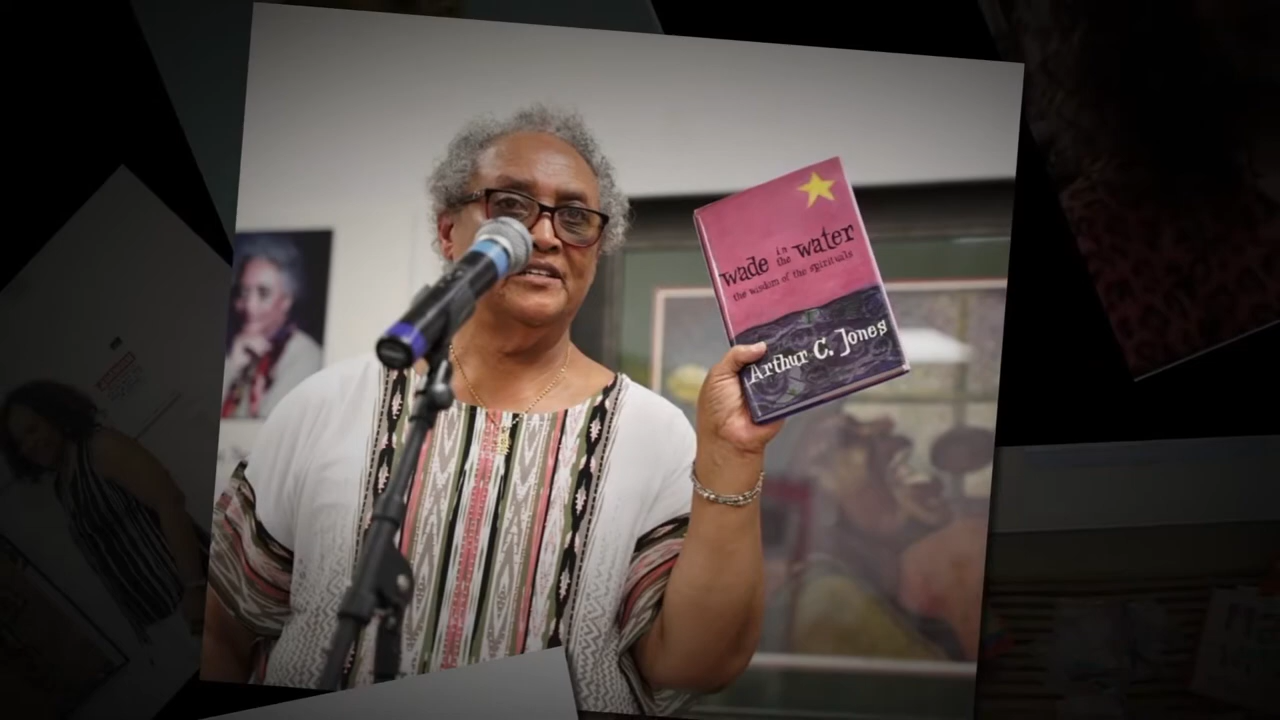 wade in the water
the wisdom of the spirituals
Arthur C. Jones